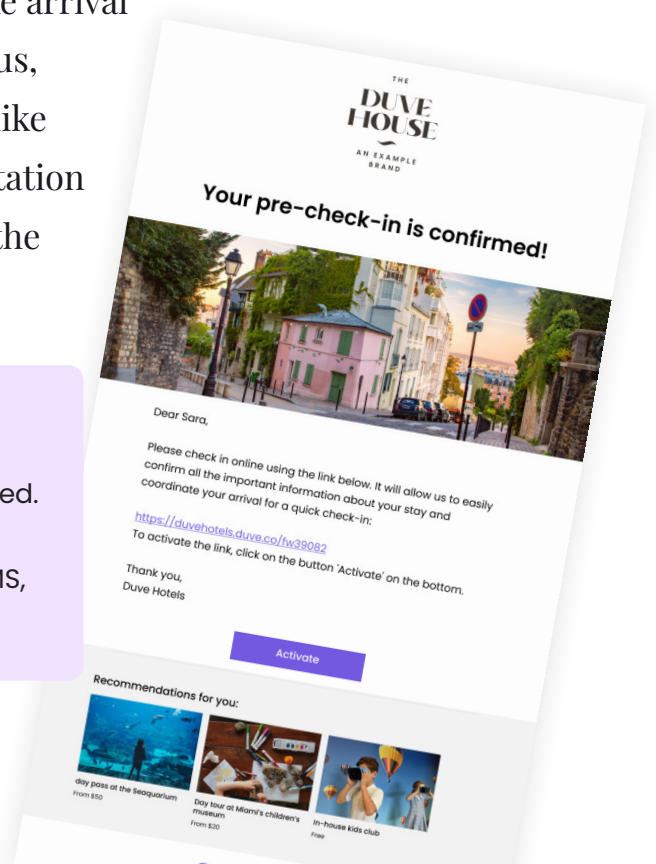 arrival
us,
ike
tation
the
ed.
us,
THE
DUVE
HOUSE
AN EXAMPLE
BRAND
Your pre-check-in is confirmed!
Dear Sara,
Please check in online using the link below. It will allow us to easily
confirm all the important information about your stay and
coordinate your arrival for a quick check-in:
https://duvehotels.duve.co/fw39082
To activate the link, click on the button 'Activate' on the bottom.
Thank you,
Duve Hotels
Activate
Recommendations for you:
day pass at the Seaquarium
From $50
Day tour at Miami's children's
museum
From $20
In-house kids club
Free